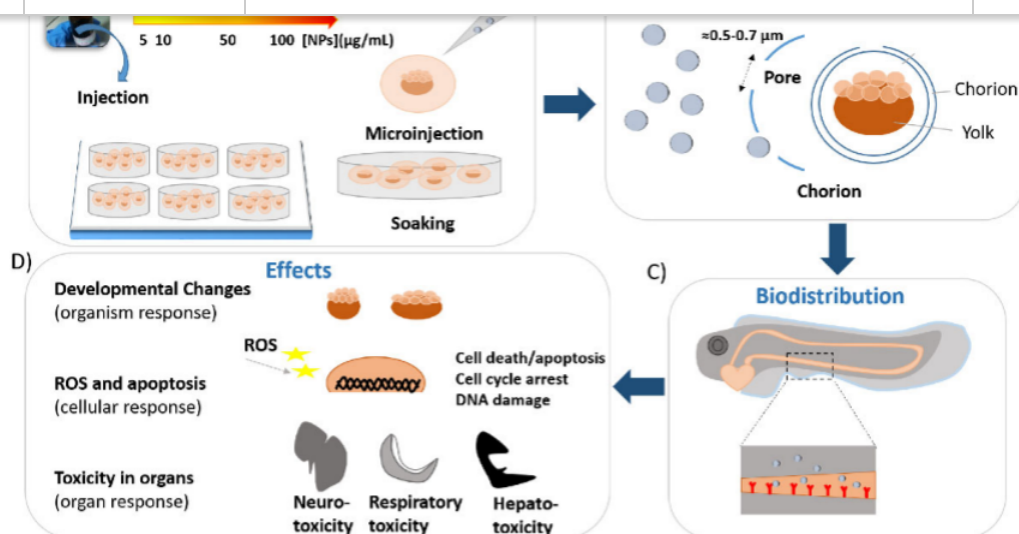 5 10 50 100 [NPs](µg/mL)
Injection
Microinjection
Soaking
≈0.5-0.7 µm
Pore
Chorion
Yolk
Chorion
D)
Effects
Developmental Changes
(organism response)
ROS
ROS and apoptosis
(cellular response)
Cell death/apoptosis
Cell cycle arrest
DNA damage
Toxicity in organs
(organ response)
Neuro-
toxicity
Respiratory
toxicity
Hepato-
toxicity
C)
Biodistribution